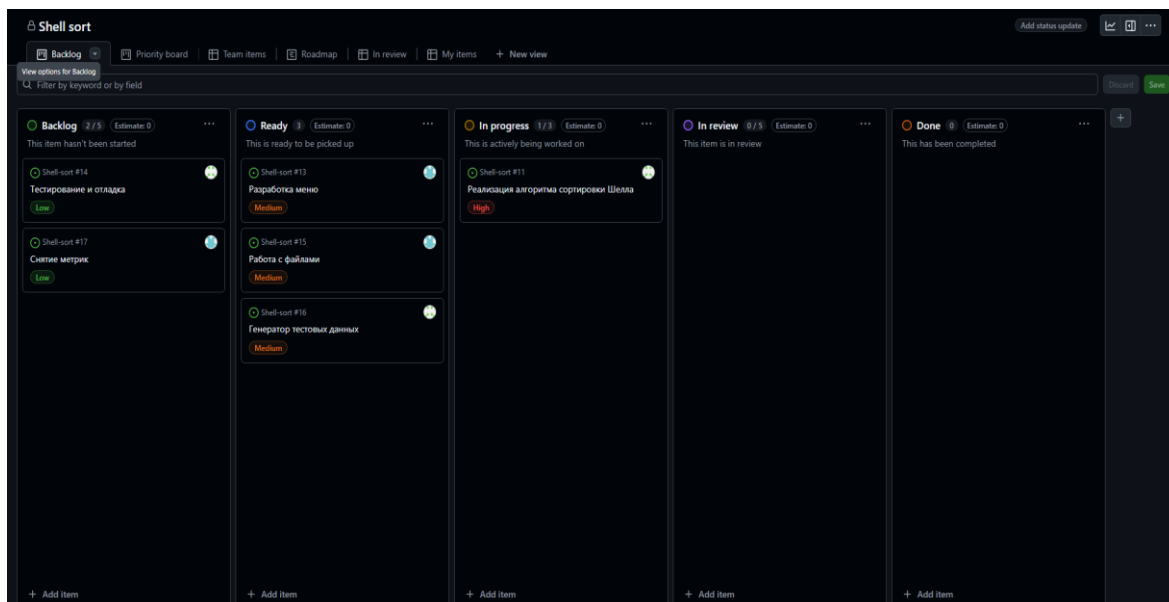 Shell sort
Add status update
Backlog
Priority board
Team items
Roadmap
In review
My items
+ New view
View options for Backlog
Filter by keyword or by field
Discard
Save
Backlog 2 / 5 Estimate: 0
This item hasn't been started
Shell-sort #14
Тестирование и отладка
Low
Shell-sort #17
Снятие метрик
Low
+ Add item
Ready 3 Estimate: 0
This is ready to be picked up
Shell-sort #13
Разработка меню
Medium
Shell-sort #15
Работа с файлами
Medium
Shell-sort #16
Генератор тестовых данных
Medium
+ Add item
In progress 1 / 3 Estimate: 0
This is actively being worked on
Shell-sort #11
Реализация алгоритма сортировки Шелла
High
+ Add item
In review 0 / 5 Estimate: 0
This item is in review
+ Add item
Done 0 Estimate: 0
This has been completed
+ Add item